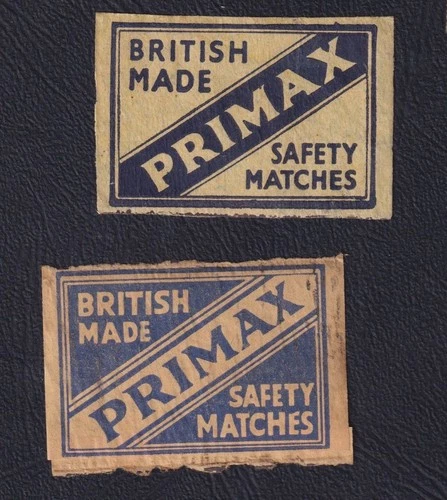 BRITISH
MADE
PRIMAX
SAFETY
MATCHES
BRITISH
MADE
PRIMAX
SAFETY
MATCHES